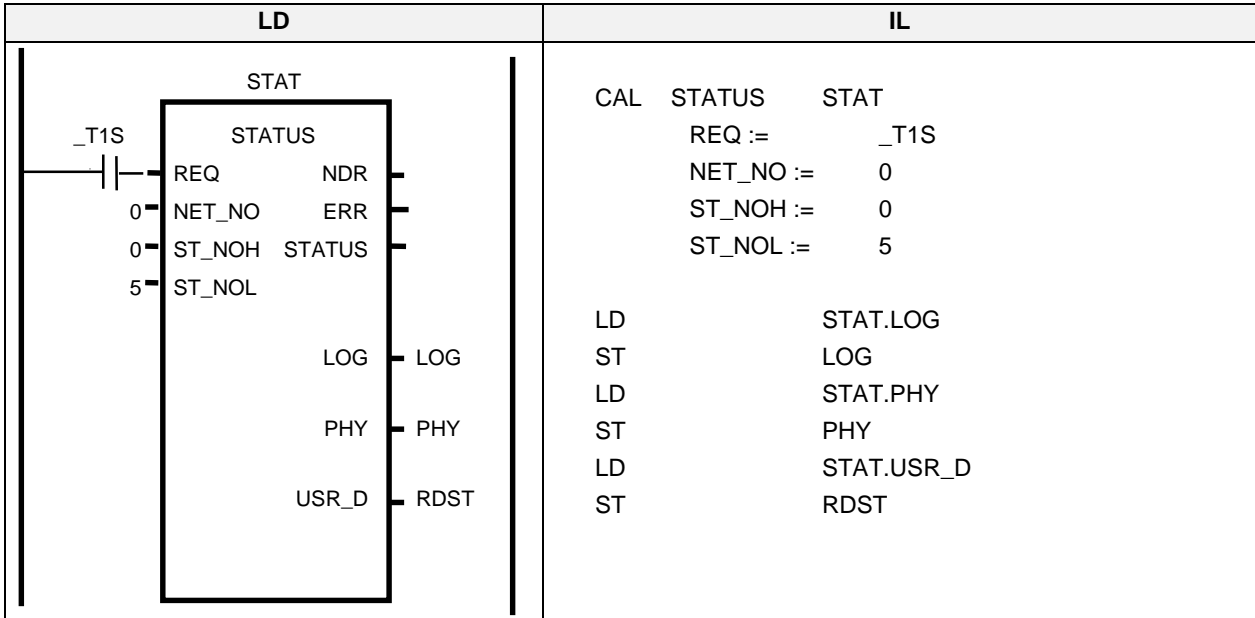 LD
IL
STAT
_T1S
STATUS
REQ NDR
0 NET_NO ERR
0 ST_NOH STATUS
5 ST_NOL
LOG LOG
PHY PHY
USR_D RDST
CAL STATUS STAT
REQ := _T1S
NET_NO := 0
ST_NOH := 0
ST_NOL := 5
LD STAT.LOG
ST LOG
LD STAT.PHY
ST PHY
LD STAT.USR_D
ST RDST